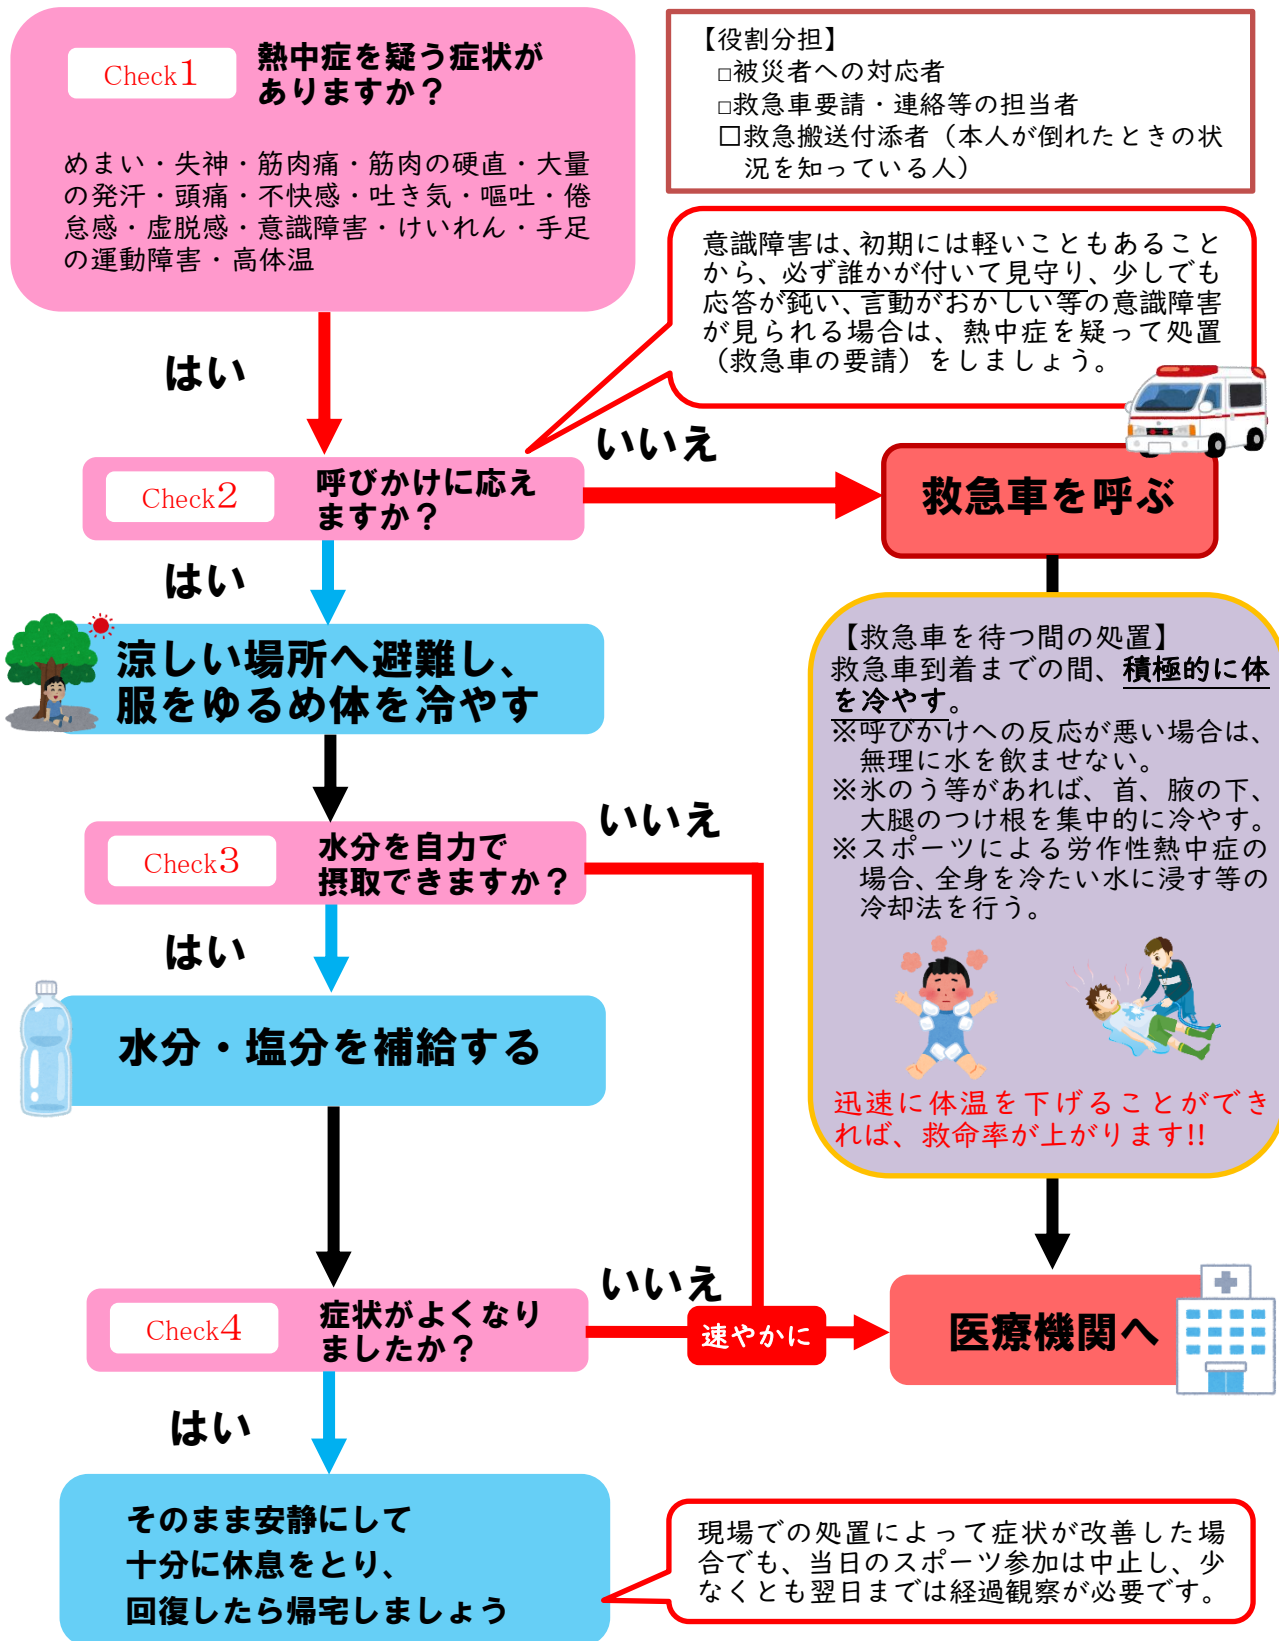 Check1
熱中症を疑う症状が
ありますか？
めまい・失神・筋肉痛・筋肉の硬直・大量
の発汗・頭痛・不快感・吐き気・嘔吐・倦
怠感・虚脱感・意識障害・けいれん・手足
の運動障害・高体温
【役割分担】
□被災者への対応者
□救急車要請・連絡等の担当者
□救急搬送付添者（本人が倒れたときの状
況を知っている人）
意識障害は、初期には軽いこともあること
から、必ず誰かが付いて見守り、少しでも
応答が鈍い、言動がおかしい等の意識障害
が見られる場合は、熱中症を疑って処置
（救急車の要請）をしましょう。
はい
いいえ
Check2
呼びかけに応え
ますか？
救急車を呼ぶ
はい
涼しい場所へ避難し、
服をゆるめ体を冷やす
【救急車を待つ間の処置】
救急車到着までの間、積極的に体
を冷やす。
※呼びかけへの反応が悪い場合は、
無理に水を飲ませない。
※氷のう等があれば、首、腋の下、
大腿のつけ根を集中的に冷やす。
※スポーツによる労作性熱中症の
場合、全身を冷たい水に浸す等の
冷却法を行う。
迅速に体温を下げることができ
れば、救命率が上がります!!
いいえ
Check3
水分を自力で
摂取できますか？
はい
水分・塩分を補給する
いいえ
Check4
症状がよくなり
ましたか？
速やかに
医療機関へ
はい
そのまま安静にして
十分に休息をとり、
回復したら帰宅しましょう
現場での処置によって症状が改善した場
合でも、当日のスポーツ参加は中止し、少
なくとも翌日までは経過観察が必要です。